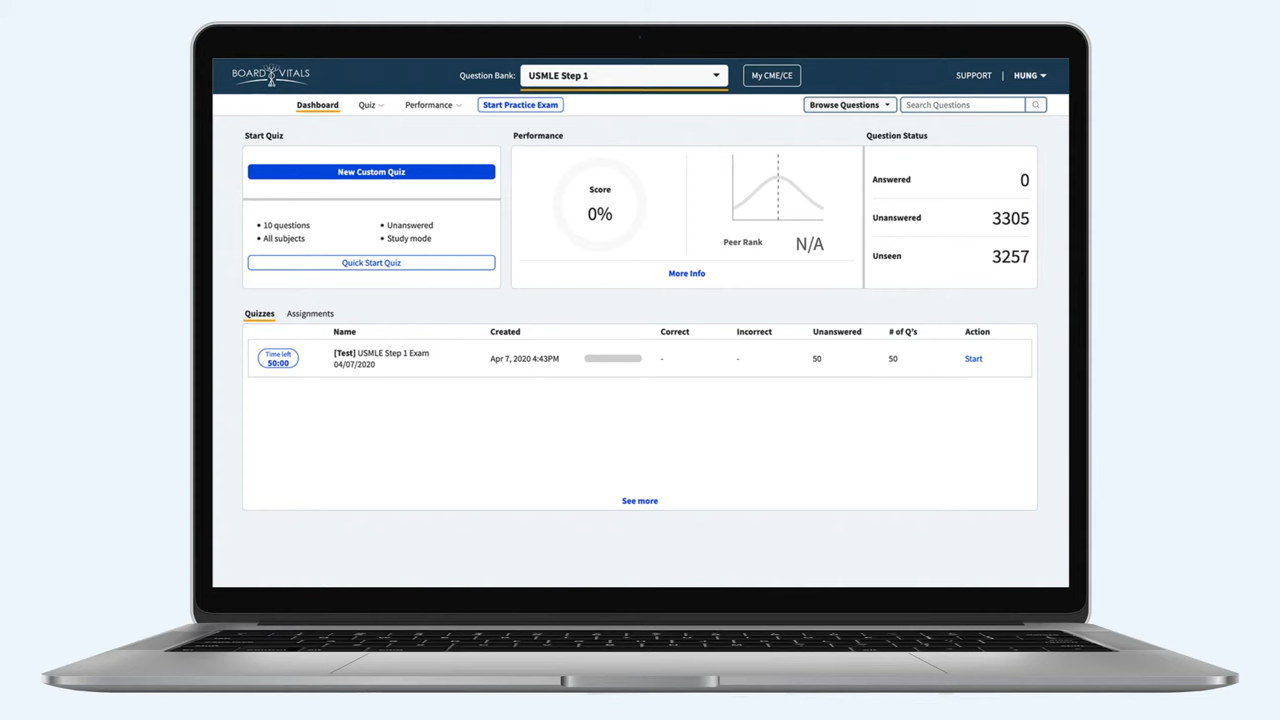 BOARD VITALS
Question Bank: USMLE Step 1 My CME/CE SUPPORT | HUNG
Dashboard Quiz Performance Start Practice Exam Browse Questions Search Questions
Start Quiz Performance Question Status
New Custom Quiz
• 10 questions • Unanswered
• All subjects • Study mode
Quick Start Quiz
Score
0%
Peer Rank N/A
More Info
Answered 0
Unanswered 3305
Unseen 3257
Quizzes Assignments
Name Created Correct Incorrect Unanswered # of Q's Action
Time left
50:00
[Test] USMLE Step 1 Exam
04/07/2020
Apr 7, 2020 4:43PM - - 50 50 Start
See more